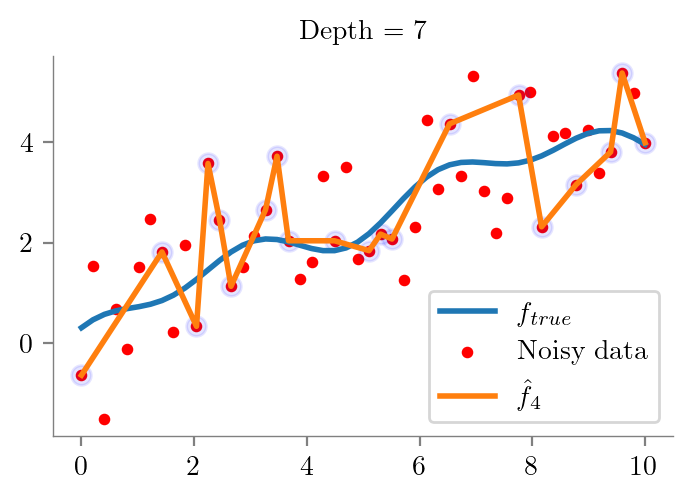 Depth = 7
4
2
0
0 2 4 6 8 10
f_true
Noisy data
f̂_4